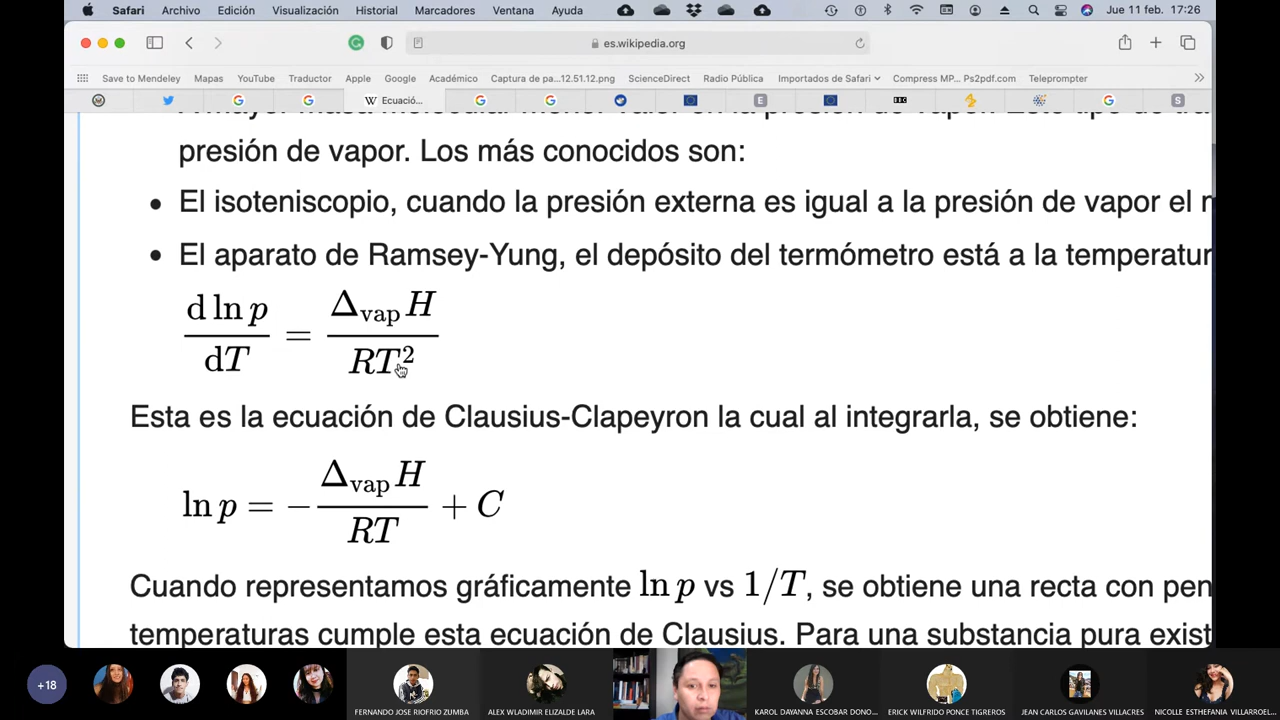 Safari Archivo Edición Visualización Historial Marcadores Ventana Ayuda Jue 11 feb. 17:26
es.wikipedia.org
Save to Mendeley Mapas YouTube Traductor Apple Google Académico Captura de pa...12.51.12.png ScienceDirect Radio Pública Importados de Safari Compress MP... Ps2pdf.com Teleprompter
W Ecuació... S
presión de vapor. Los más conocidos son:
• El isoteniscopio, cuando la presión externa es igual a la presión de vapor el
• El aparato de Ramsey-Yung, el depósito del termómetro está a la temperatur
d ln p / dT = Δvap H / RT²
Esta es la ecuación de Clausius-Clapeyron la cual al integrarla, se obtiene:
ln p = − Δvap H / RT + C
Cuando representamos gráficamente ln p vs 1/T, se obtiene una recta con pen
temperaturas cumple esta ecuación de Clausius. Para una substancia pura exist
+18
FERNANDO JOSE RIOFRIO ZUMBA
ALEX WLADIMIR ELIZALDE LARA
KAROL DAYANNA ESCOBAR DONO...
ERICK WILFRIDO PONCE TIGREROS
JEAN CARLOS GAVILANES VILLACRES
NICOLE ESTHEFANIA VILLARROEL...